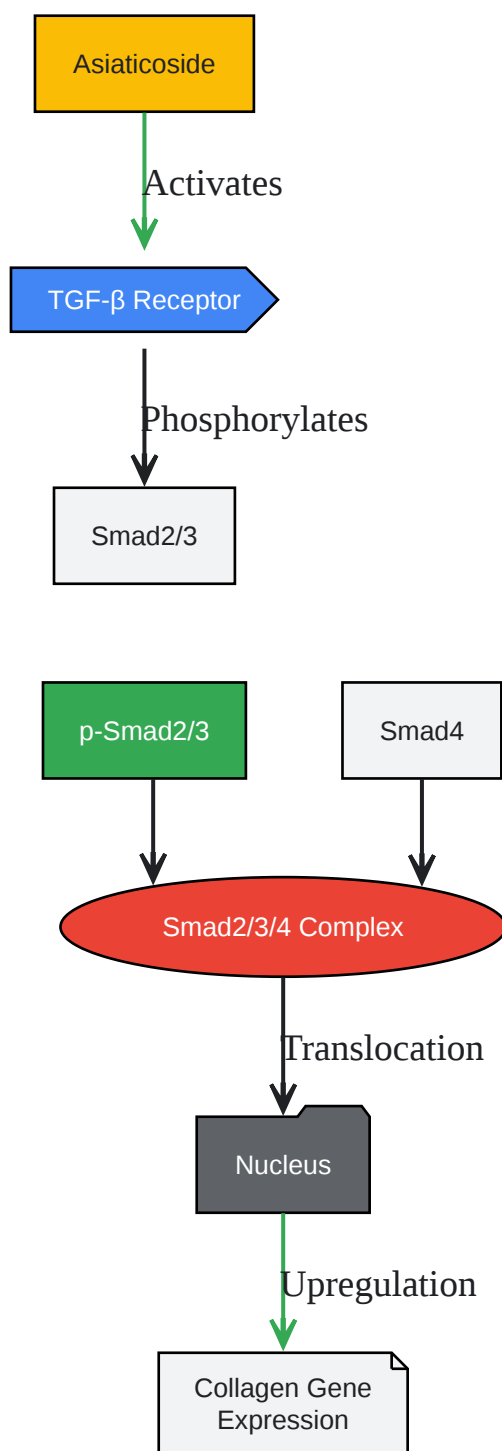 Asiaticoside
Activates
TGF-β Receptor
Phosphorylates
Smad2/3
p-Smad2/3
Smad4
Smad2/3/4 Complex
Translocation
Nucleus
Upregulation
Collagen Gene
Expression